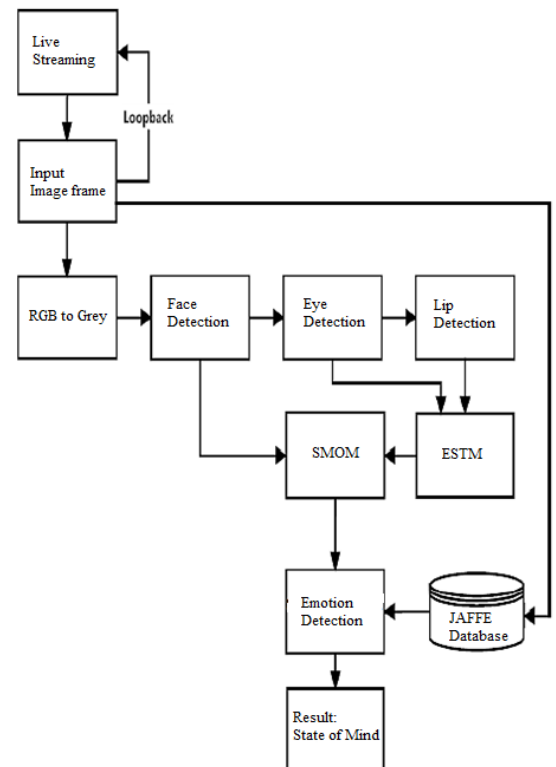 Live
Streaming
Loopback
Input
Image frame
RGB to Grey
Face
Detection
Eye
Detection
Lip
Detection
SMOM
ESTM
Emotion
Detection
JAFFE
Database
Result:
State of Mind